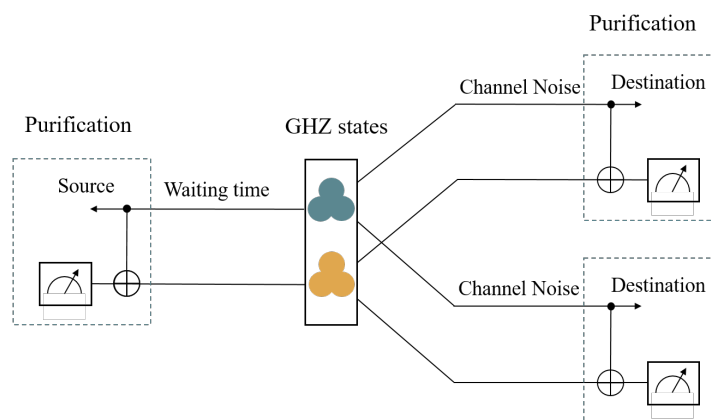 Purification
Channel Noise
Destination
Purification
GHZ states
Source
Waiting time
Channel Noise
Destination